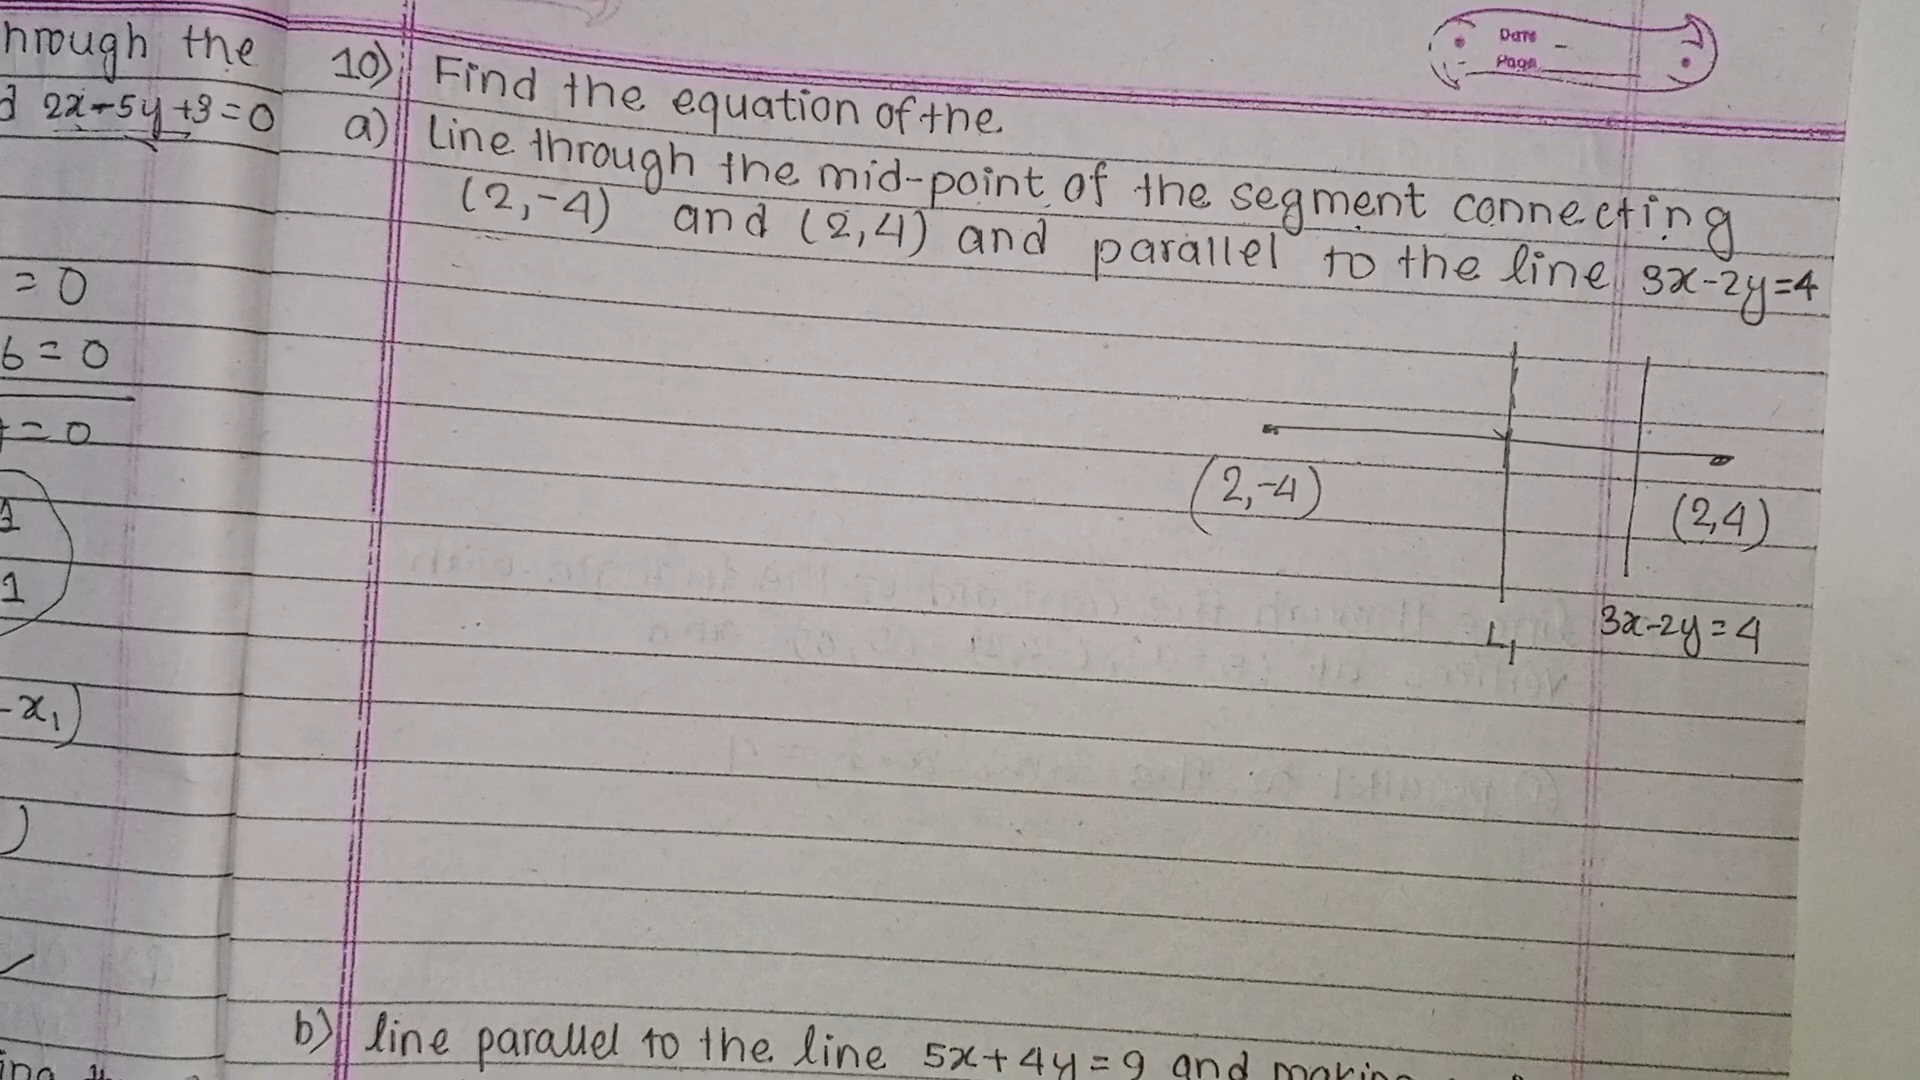 hrough the
2x+5y+3=0
=0
6=0
=0
1
1
-x₁)
)
Date
Page
10) Find the equation of the
a) line through the mid-point of the segment connecting
(2,-4) and (2,4) and parallel to the line 3x-2y=4
(2,-4)
(2,4)
L₁
3x-2y=4
b) line parallel to the line 5x+4y=9 and making